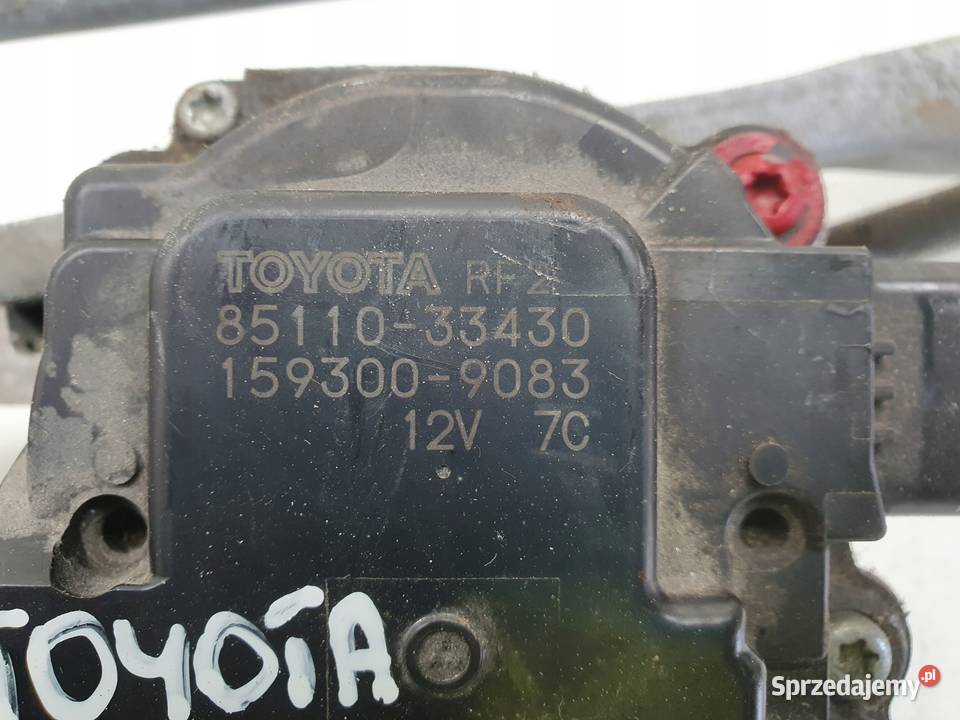 TOYOTA RF2
85110-33430
159300-9083
12V 7C
TOYOTA
Sprzedajemy.pl